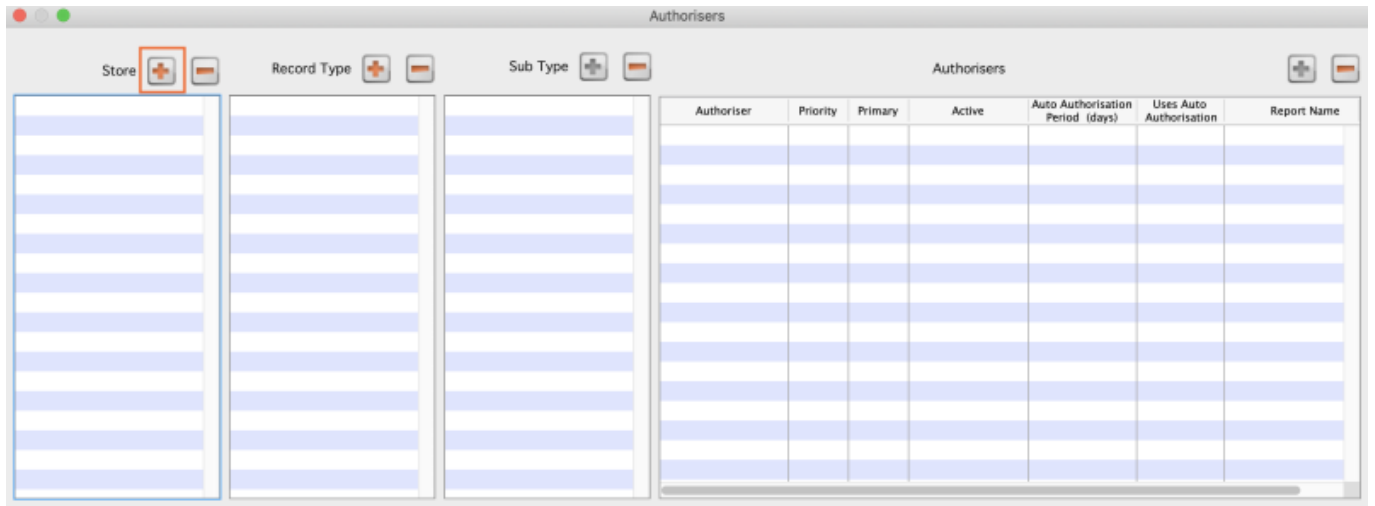 Authorisers
Store Record Type Sub Type Authorisers
Authoriser Priority Primary Active Auto Authorisation Period (days) Uses Auto Authorisation Report Name